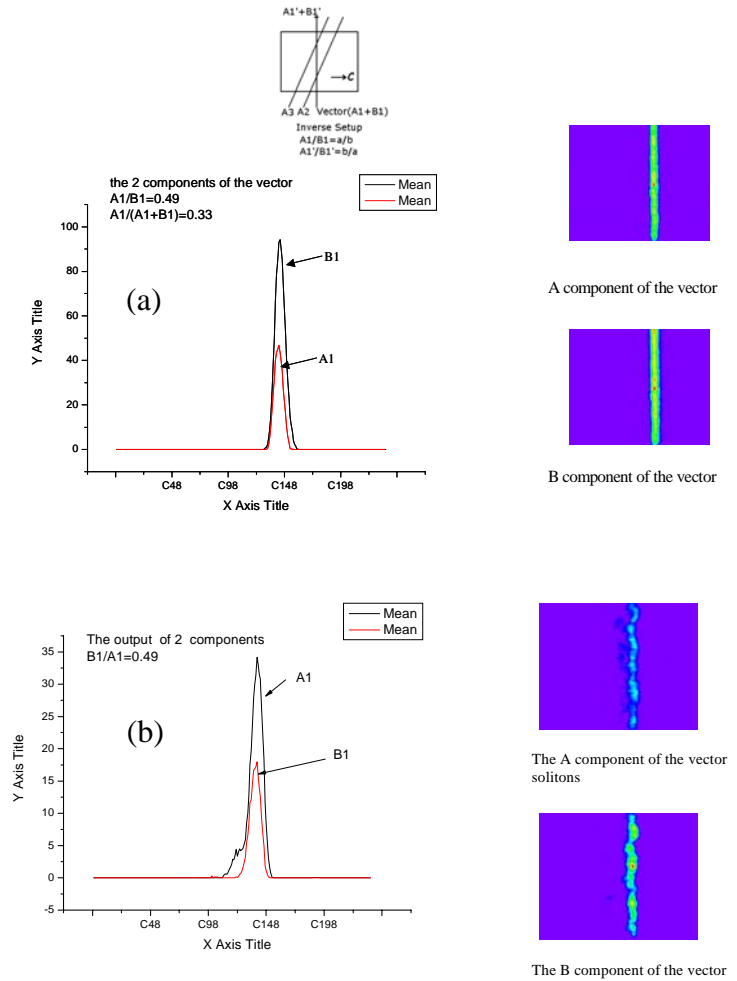 A1'+B1'
C
A3 A2 Vector(A1+B1)
Inverse Setup
A1/B1=a/b
A1'/B1'=b/a
the 2 components of the vector
A1/B1=0.49
A1/(A1+B1)=0.33
Mean
Mean
100
80
60
40
20
0
Y Axis Title
(a)
B1
A1
C48 C98 C148 C198
X Axis Title
A component of the vector
B component of the vector
The output of 2 components
B1/A1=0.49
Mean
Mean
35
30
25
20
15
10
5
0
-5
Y Axis Title
(b)
A1
B1
C48 C98 C148 C198
X Axis Title
The A component of the vector
solitons
The B component of the vector